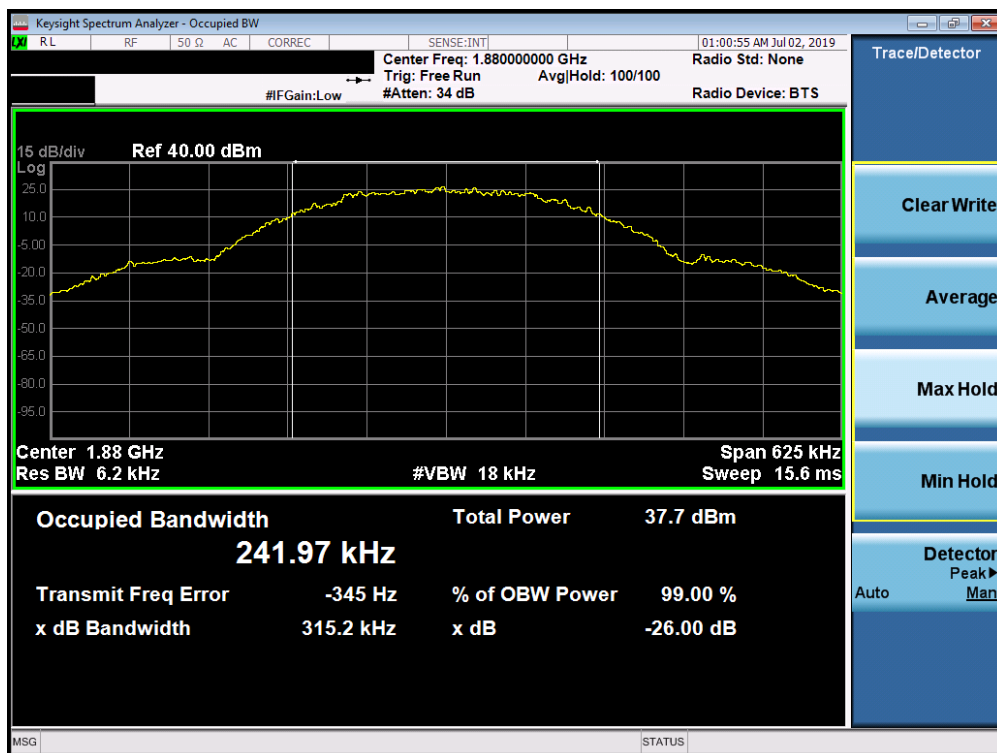 Keysight Spectrum Analyzer - Occupied BW
LXI RL RF 50 Ω AC CORREC SENSE:INT 01:00:55 AM Jul 02, 2019
Center Freq: 1.880000000 GHz Radio Std: None
Trig: Free Run Avg|Hold: 100/100
#IFGain:Low #Atten: 34 dB Radio Device: BTS
Trace/Detector
15 dB/div Ref 40.00 dBm
Log
25.0
10.0
-5.00
-20.0
-35.0
-50.0
-65.0
-80.0
-95.0
Center 1.88 GHz Span 625 kHz
Res BW 6.2 kHz #VBW 18 kHz Sweep 15.6 ms
Occupied Bandwidth Total Power 37.7 dBm
241.97 kHz
Transmit Freq Error -345 Hz % of OBW Power 99.00 %
x dB Bandwidth 315.2 kHz x dB -26.00 dB
Clear Write
Average
Max Hold
Min Hold
Detector
Peak▶
Auto Man
MSG STATUS